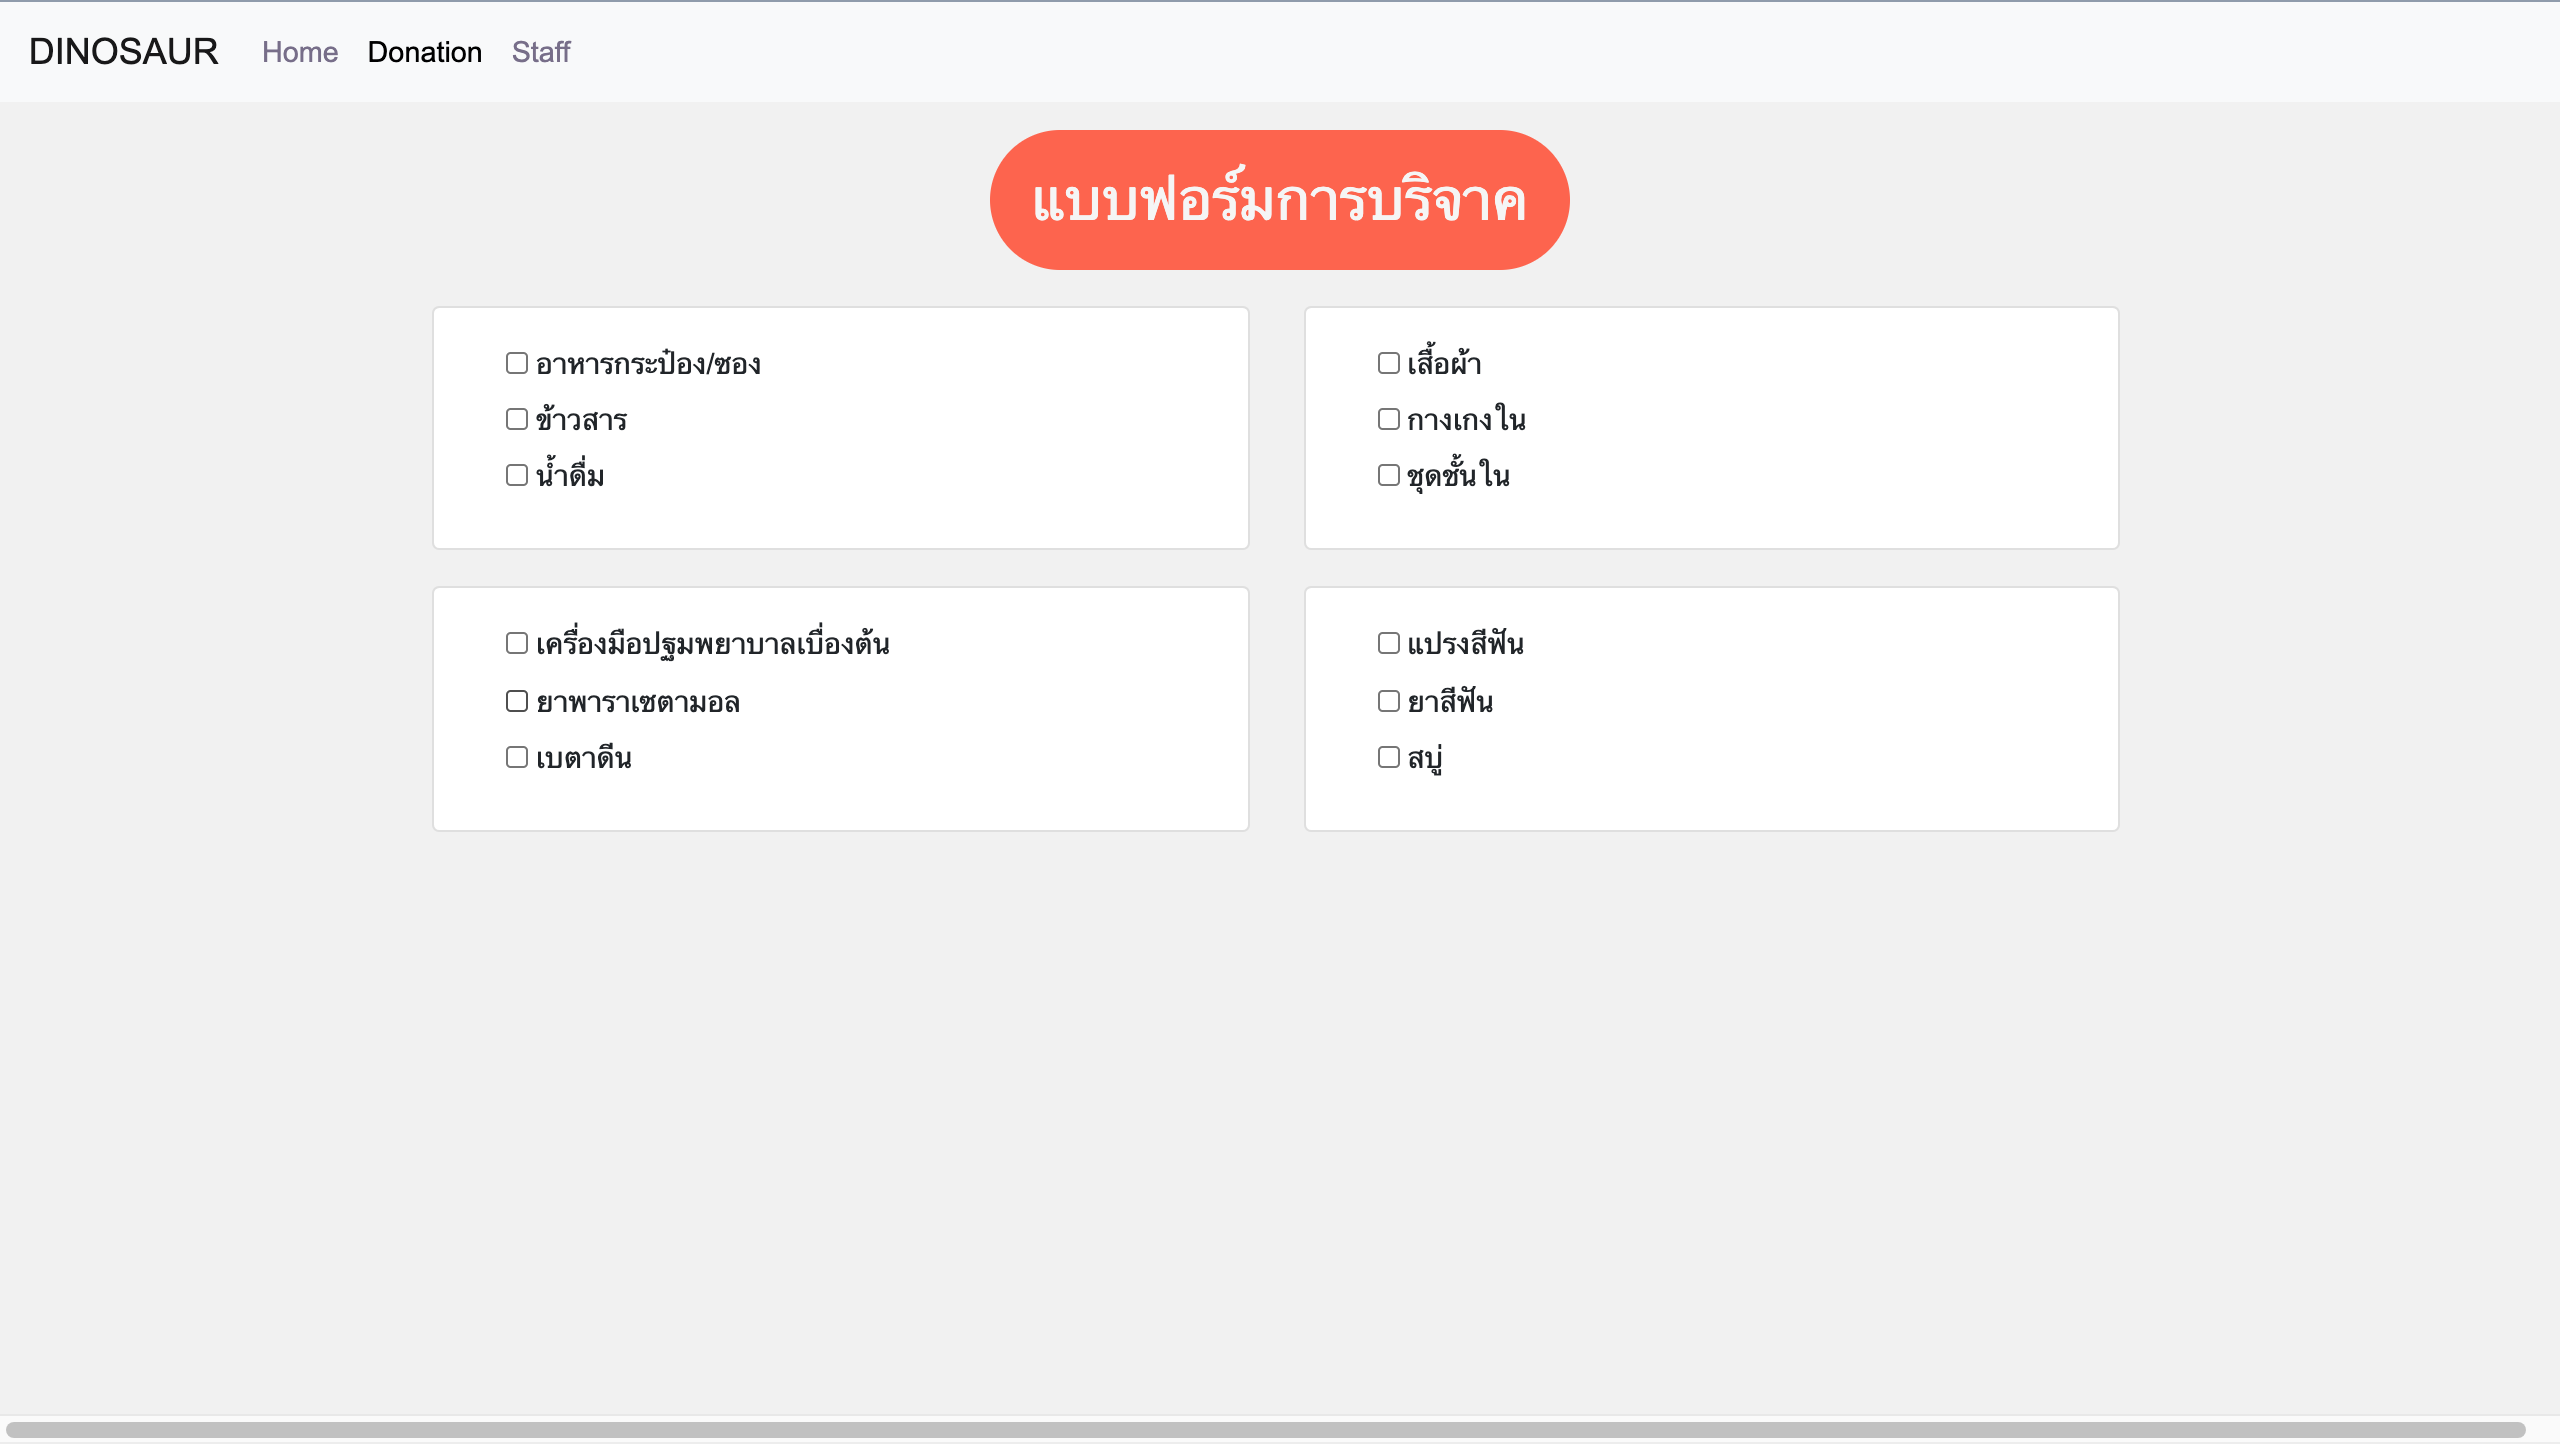 DINOSAUR Home Donation Staff
แบบฟอร์มการบริจาค
อาหารกระป๋อง/ซอง
ข้าวสาร
น้ำดื่ม
เสื้อผ้า
กางเกงใน
ชุดชั้นใน
เครื่องมือปฐมพยาบาลเบื่องต้น
ยาพาราเซตามอล
เบตาดีน
แปรงสีฟัน
ยาสีฟัน
สบู่